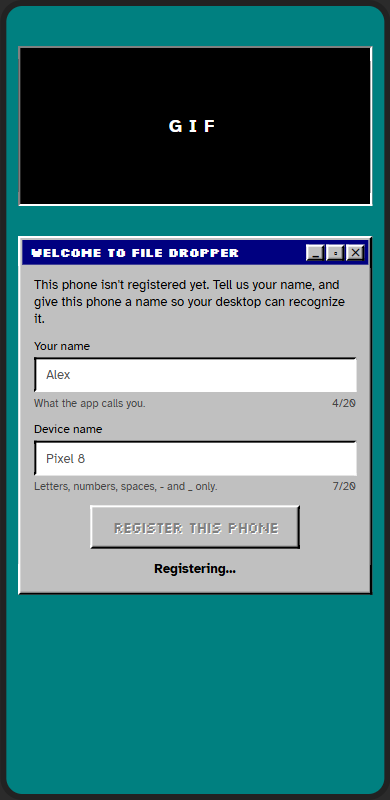 GIF
WELCOME TO FILE DROPPER
This phone isn't registered yet. Tell us your name, and
give this phone a name so your desktop can recognize
it.
Your name
Alex
What the app calls you. 4/20
Device name
Pixel 8
Letters, numbers, spaces, - and _ only. 7/20
REGISTER THIS PHONE
Registering...